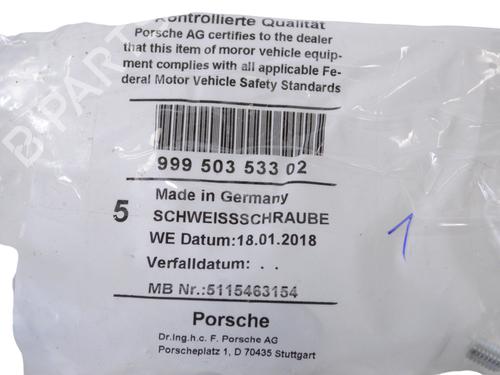 Kontrollierte Qualität
Porsche AG certifies to the dealer
that this item of moror vehicle equip-
ment complies with all applicable Fe-
deral Motor Vehicle Safety Standards
999 503 533 02
5
Made in Germany
SCHWEISSSCHRAUBE
WE Datum:18.01.2018
Verfalldatum: . .
MB Nr.:5115463154
Porsche
Dr.Ing.h.c. F. Porsche AG
Porscheplatz 1, D 70435 Stuttgart
1
B-PARTS